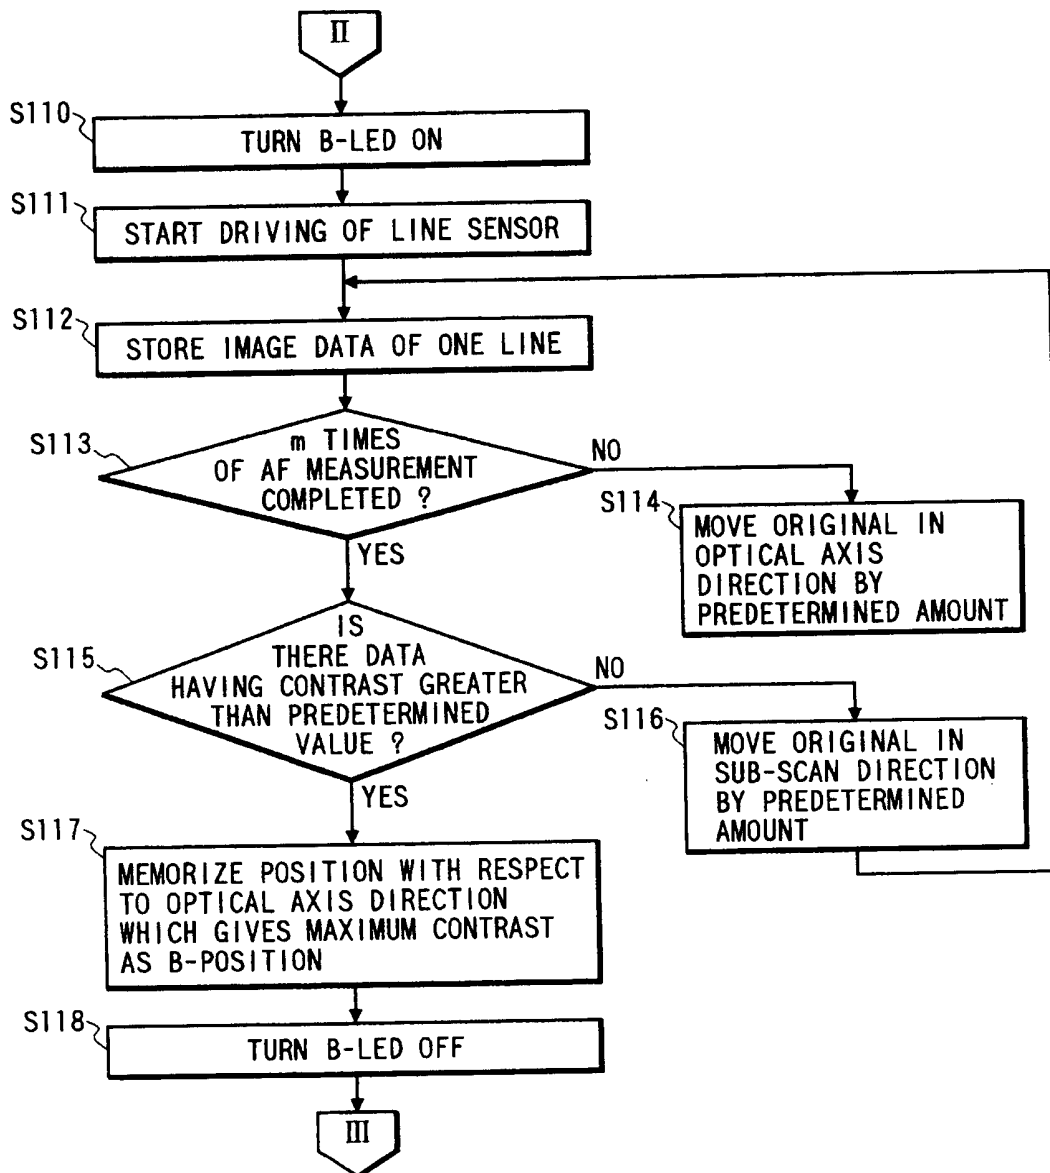 II
S110
TURN B-LED ON
S111
START DRIVING OF LINE SENSOR
S112
STORE IMAGE DATA OF ONE LINE
S113
m TIMES
OF AF MEASUREMENT
COMPLETED ?
NO
YES
S114
MOVE ORIGINAL IN
OPTICAL AXIS
DIRECTION BY
PREDETERMINED AMOUNT
S115
IS
THERE DATA
HAVING CONTRAST GREATER
THAN PREDETERMINED
VALUE ?
NO
YES
S116
MOVE ORIGINAL IN
SUB-SCAN DIRECTION
BY PREDETERMINED
AMOUNT
S117
MEMORIZE POSITION WITH RESPECT
TO OPTICAL AXIS DIRECTION
WHICH GIVES MAXIMUM CONTRAST
AS B-POSITION
S118
TURN B-LED OFF
III